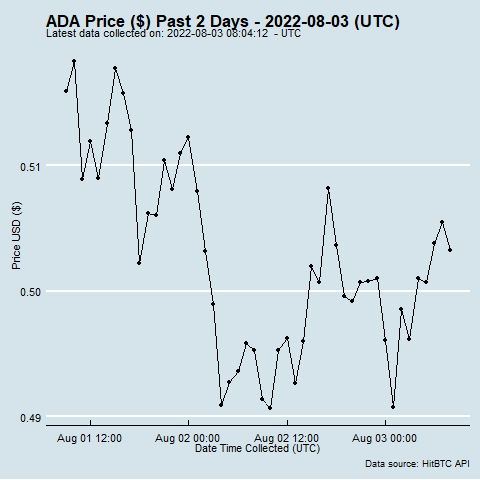 ADA Price ($) Past 2 Days - 2022-08-03 (UTC)
Latest data collected on: 2022-08-03 08:04:12  - UTC
0.51
0.50
0.49
Price USD ($)
Aug 01 12:00 Aug 02 00:00 Aug 02 12:00 Aug 03 00:00
Date Time Collected (UTC)
Data source: HitBTC API